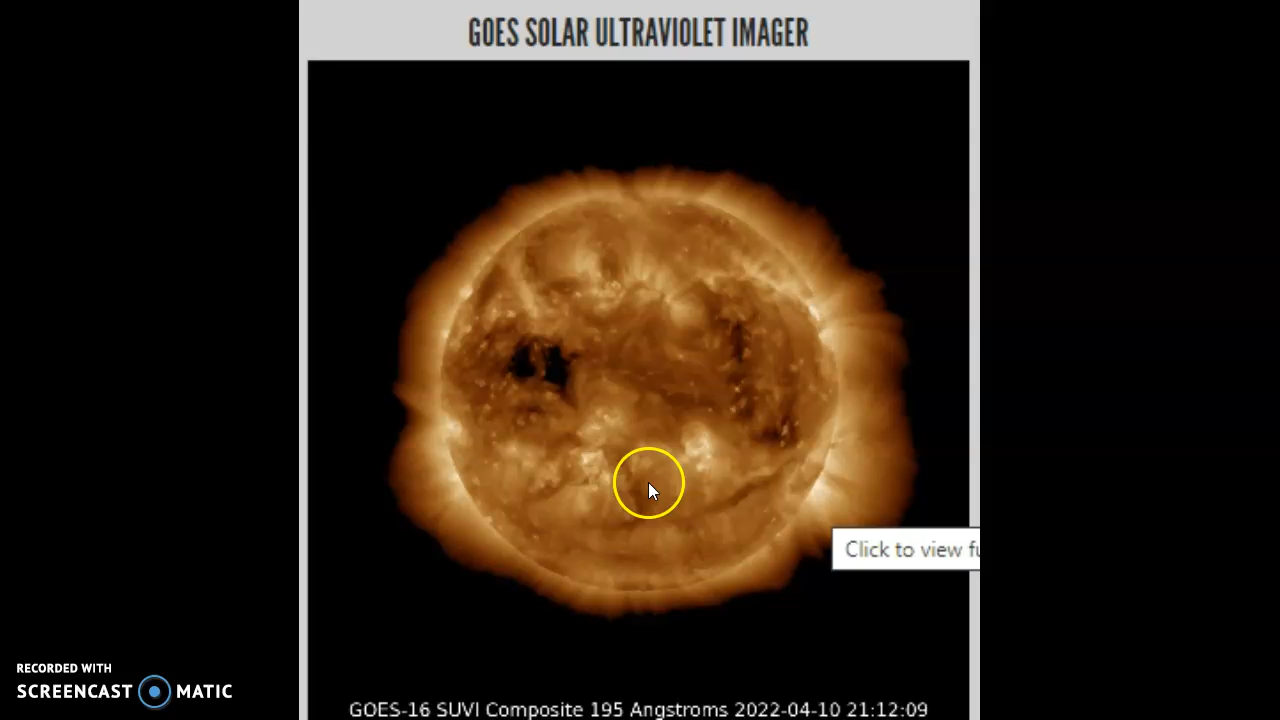 GOES SOLAR ULTRAVIOLET IMAGER
Click to view
GOES-16 SUVI Composite 195 Angstroms 2022-04-10 21:12:09
RECORDED WITH
SCREENCAST MATIC